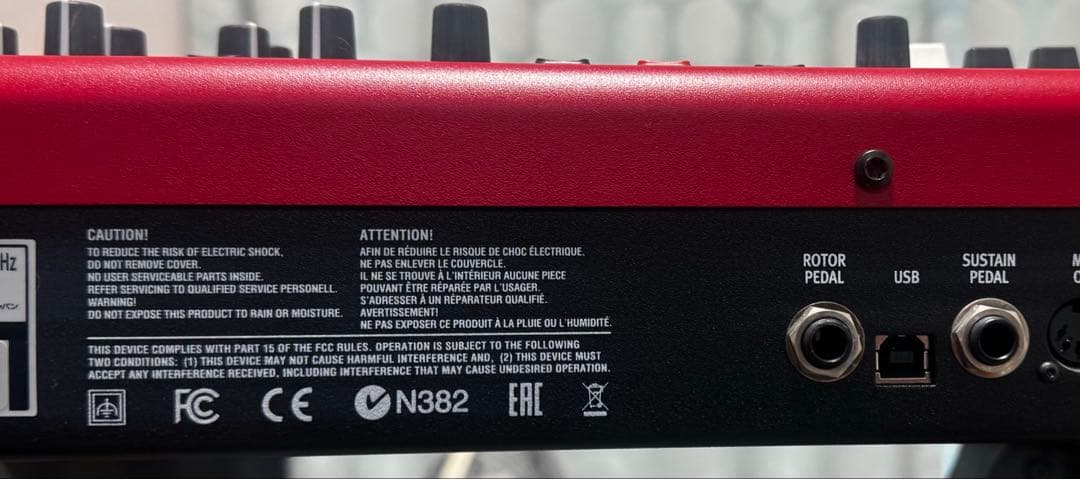 Hz
CAUTION!
TO REDUCE THE RISK OF ELECTRIC SHOCK,
DO NOT REMOVE COVER.
NO USER SERVICEABLE PARTS INSIDE.
REFER SERVICING TO QUALIFIED SERVICE PERSONELL.
WARNING!
DO NOT EXPOSE THIS PRODUCT TO RAIN OR MOISTURE.
ATTENTION!
AFIN DE RÉDUIRE LE RISQUE DE CHOC ÉLECTRIQUE,
NE PAS ENLEVER LE COUVERCLE.
IL NE SE TROUVE À L'INTÉRIEUR AUCUNE PIECE
POUVANT ÊTRE RÉPARÉE PAR L'USAGER.
S'ADRESSER À UN RÉPARATEUR QUALIFIÉ.
AVERTISSEMENT!
NE PAS EXPOSER CE PRODUIT À LA PLUIE OU L'HUMIDITÉ.
THIS DEVICE COMPLIES WITH PART 15 OF THE FCC RULES. OPERATION IS SUBJECT TO THE FOLLOWING
TWO CONDITIONS: (1) THIS DEVICE MAY NOT CAUSE HARMFUL INTERFERENCE AND, (2) THIS DEVICE MUST
ACCEPT ANY INTERFERENCE RECEIVED, INCLUDING INTERFERENCE THAT MAY CAUSE UNDESIRED OPERATION.
FC CE N382 EAC
ROTOR
PEDAL
USB
SUSTAIN
PEDAL